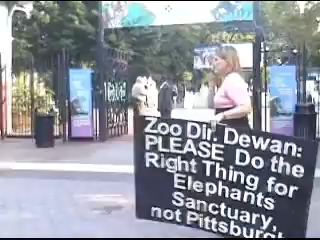 Zoo Dir. Dewan:
PLEASE Do the
Right Thing for
Elephants
Sanctuary,
not Pittsburgh